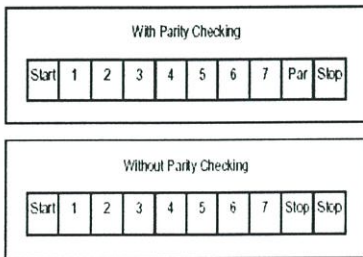 With Parity Checking
Start 1 2 3 4 5 6 7 Par Stop
Without Parity Checking
Start 1 2 3 4 5 6 7 Stop Stop